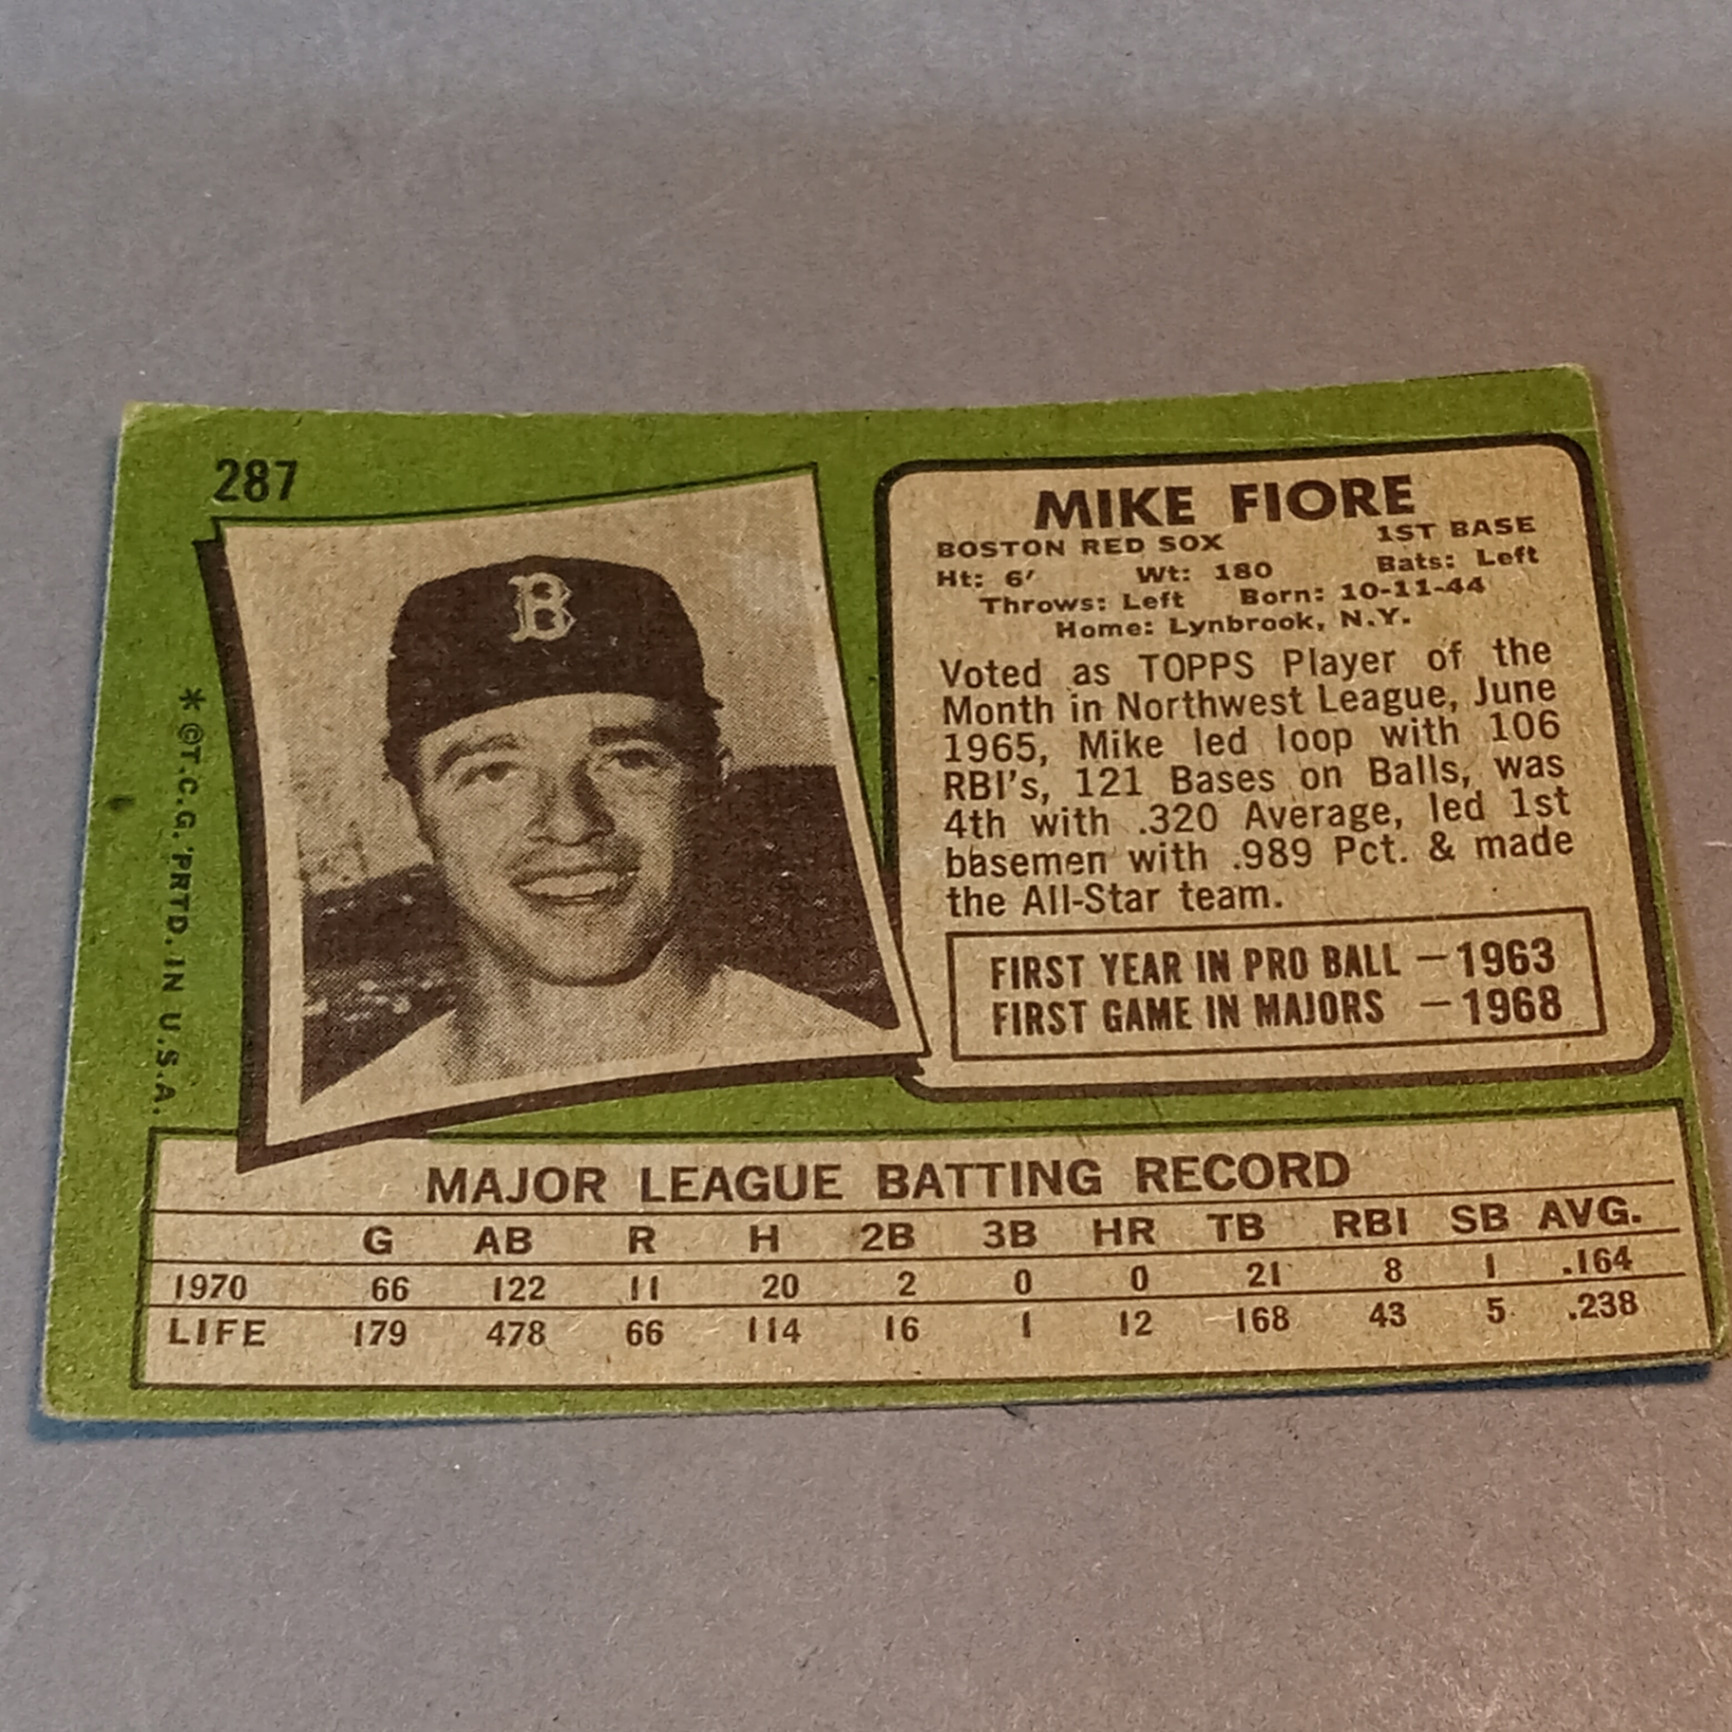 287
B
* ©T.C.G. PRTD. IN U.S.A.
MIKE FIORE
BOSTON RED SOX 1ST BASE
Ht: 6' Wt: 180 Bats: Left
Throws: Left Born: 10-11-44
Home: Lynbrook, N.Y.
Voted as TOPPS Player of the
Month in Northwest League, June
1965, Mike led loop with 106
RBI's, 121 Bases on Balls, was
4th with .320 Average, led 1st
basemen with .989 Pct. & made
the All-Star team.
FIRST YEAR IN PRO BALL — 1963
FIRST GAME IN MAJORS — 1968
MAJOR LEAGUE BATTING RECORD
G AB R H 2B 3B HR TB RBI SB AVG.
1970 66 122 11 20 2 0 0 21 8 1 .164
LIFE 179 478 66 114 16 1 12 168 43 5 .238